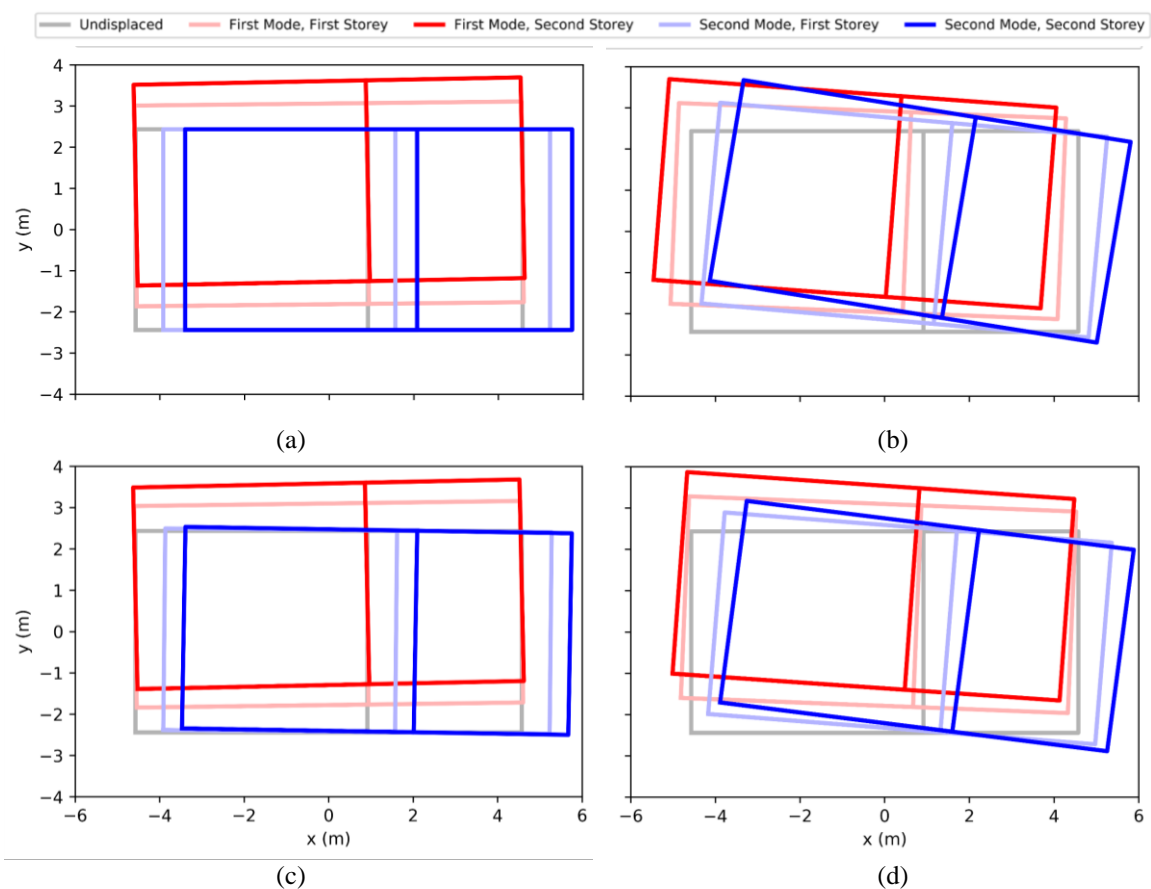 Undisplaced First Mode, First Storey First Mode, Second Storey Second Mode, First Storey Second Mode, Second Storey
4
3
2
1
0
−1
−2
−3
−4
y (m)
(a)
(b)
4
3
2
1
0
−1
−2
−3
−4
y (m)
−6 −4 −2 0 2 4 6
x (m)
−6 −4 −2 0 2 4 6
x (m)
(c)
(d)